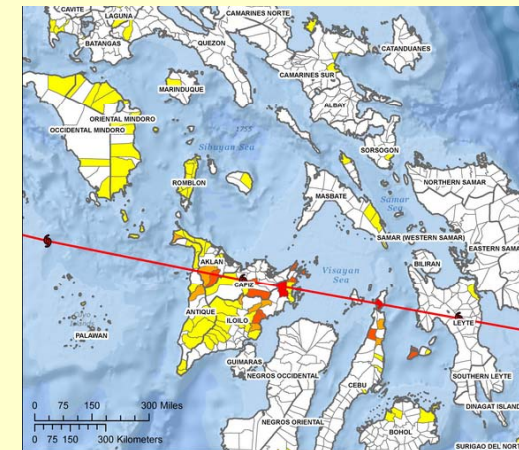 CAVITE
LAGUNA
BATANGAS
QUEZON
CAMARINES NORTE
CATANDUANES
CAMARINES SUR
MARINDUQUE
ALBAY
ORIENTAL MINDORO
OCCIDENTAL MINDORO
Sibuyan Sea
SORSOGON
ROMBLON
MASBATE
NORTHERN SAMAR
Samar
Sea
SAMAR (WESTERN SAMAR)
EASTERN SAMAR
BILIRAN
Visayan
Sea
AKLAN
CAPIZ
ANTIQUE
ILOILO
LEYTE
PALAWAN
GUIMARAS
NEGROS OCCIDENTAL
CEBU
SOUTHERN LEYTE
DINAGAT ISLAND
NEGROS ORIENTAL
BOHOL
SURIGAO DEL NORT
0 75 150 300 Miles
0 75 150 300 Kilometers